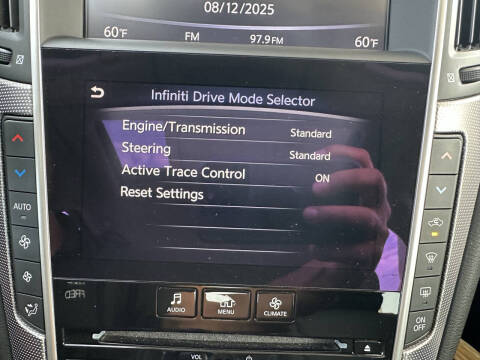 08/12/2025
60°F FM 97.9FM 60°F
Infiniti Drive Mode Selector
Engine/Transmission Standard
Steering Standard
Active Trace Control ON
Reset Settings
AUTO
ON
OFF
AUDIO MENU CLIMATE
VOL